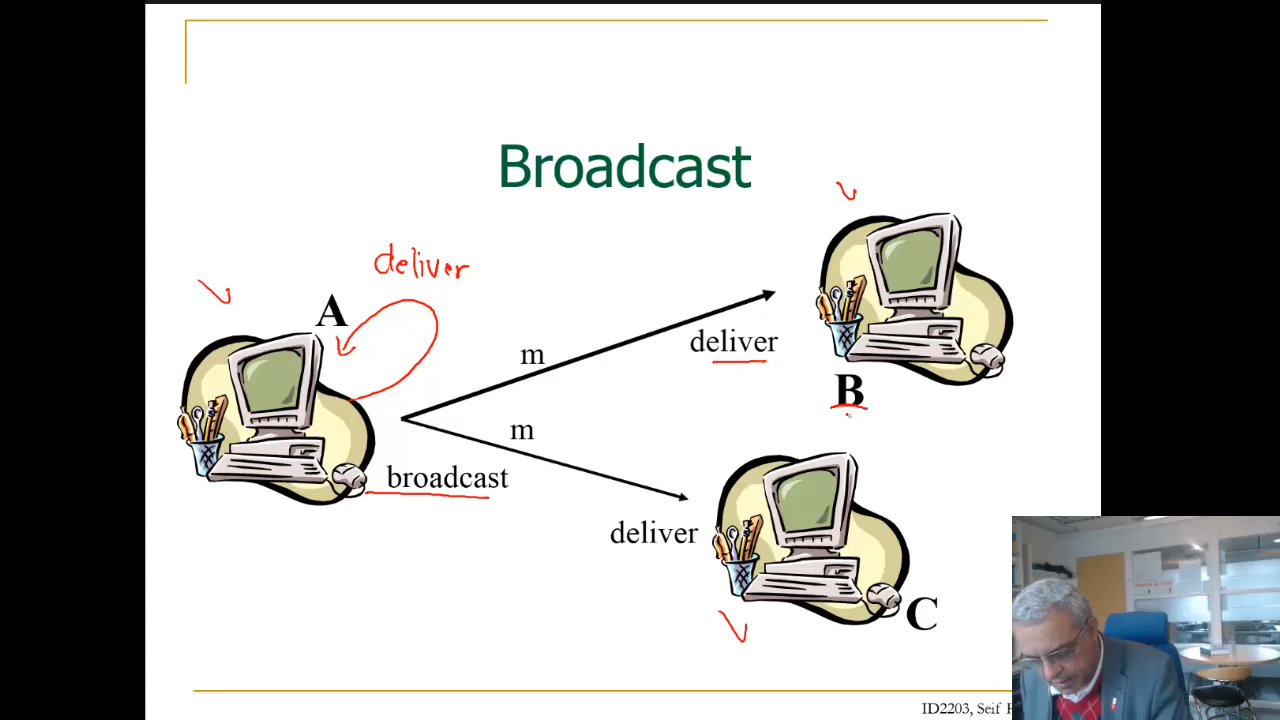 Broadcast
deliver
A
m
deliver
B
m
broadcast
deliver
C
ID2203, Seif